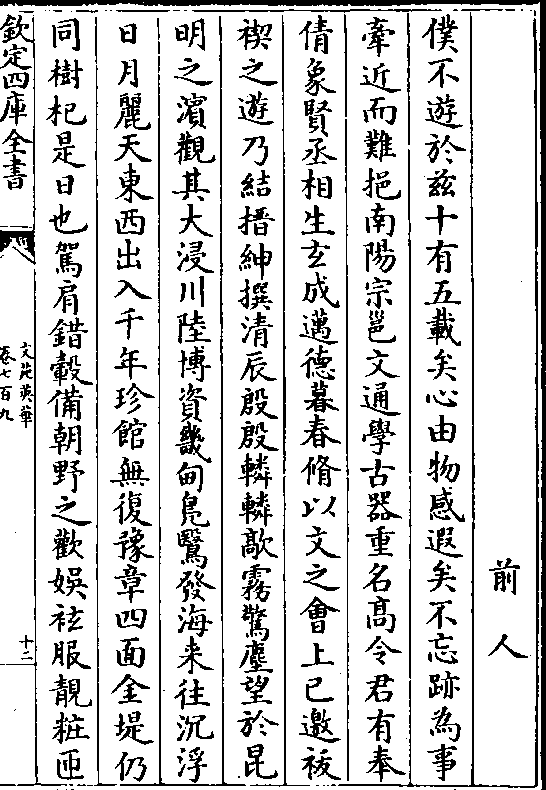 前人
僕不遊於兹十有五載矣心由物感遐矣不忘跡為事
牽近而難挹南陽宗邕文通學古器重名髙令君有奉
倩象賢丞相生玄成邁德暮春脩以文之會上巳邀祓
禊之遊乃結搢紳撰清辰殷殷轔轔歊霧驚塵望於昆
明之濱觀其大浸川陸博資畿甸鳬鷖發海来往沉浮
日月麗天東西出入千年珍館無復豫章四面金堤仍
同樹杞是日也駕肩錯轂備朝野之歡娛袨服靚粧匝
欽定四庫全書
文苑英華
卷七百九
十二